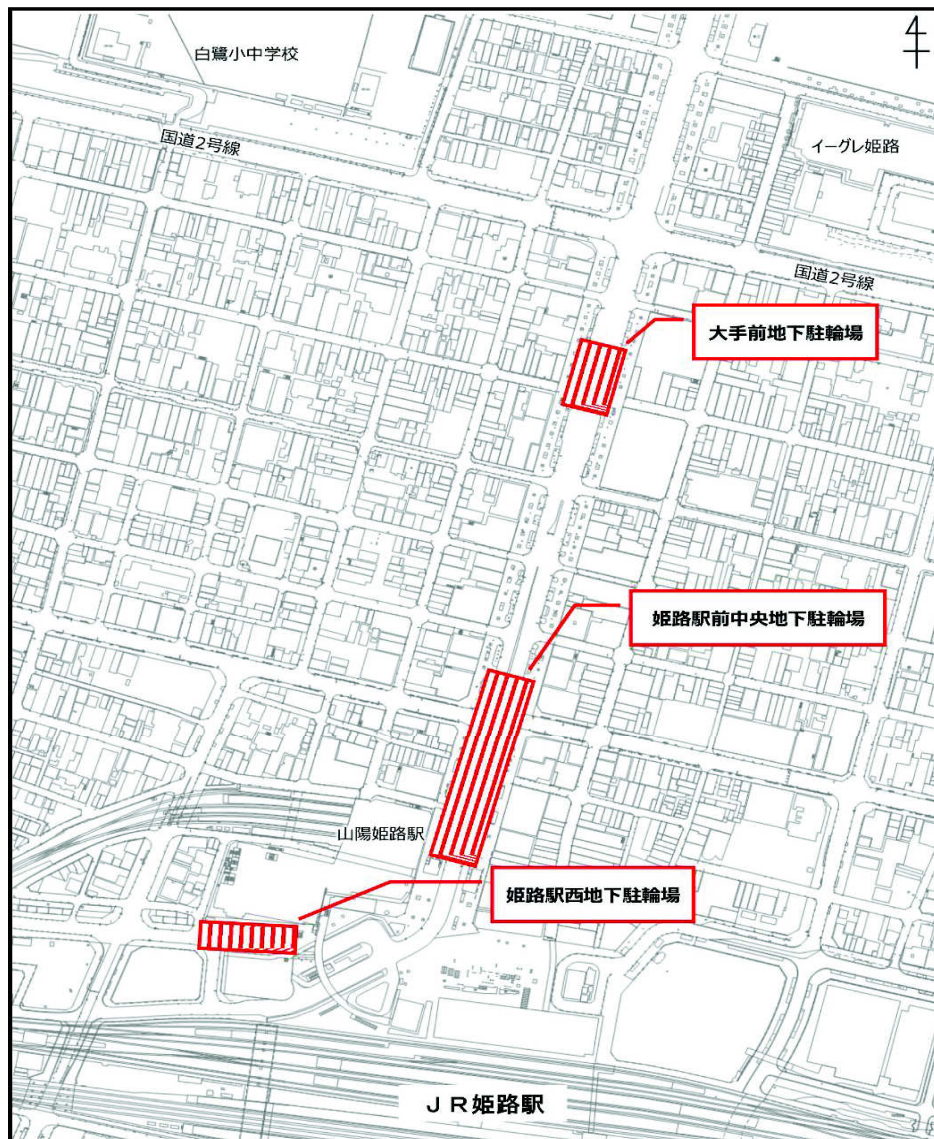 白鷺小中学校
国道2号線
イーグレ姫路
国道2号線
大手前地下駐輪場
姫路駅前中央地下駐輪場
山陽姫路駅
姫路駅西地下駐輪場
JR姫路駅